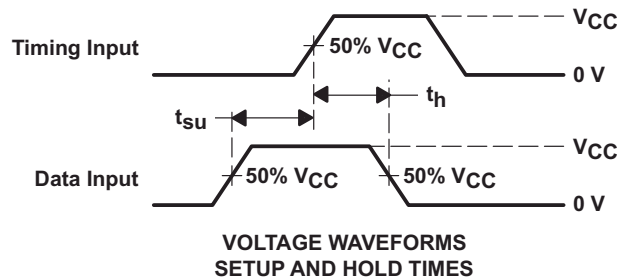 VCC
Timing Input
50% VCC
0 V
th
tsu
VCC
Data Input
50% VCC
50% VCC
0 V
VOLTAGE WAVEFORMS
SETUP AND HOLD TIMES